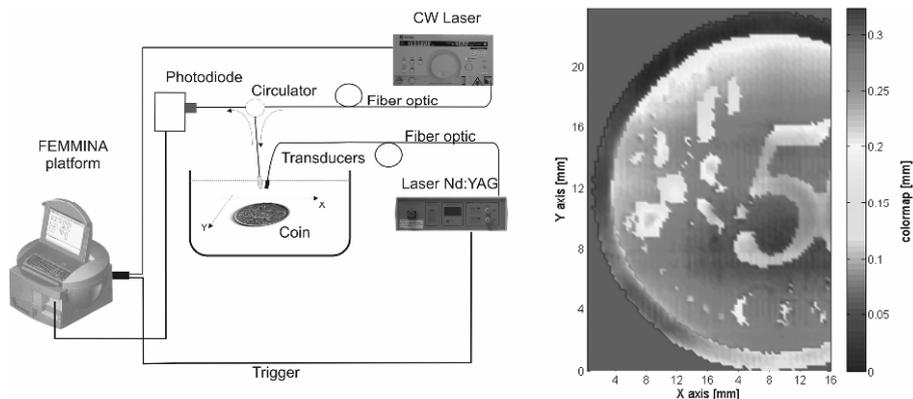 CW Laser
Photodiode
Circulator
Fiber optic
FEMMINA
platform
Fiber optic
Transducers
Laser Nd:YAG
X
Y
Coin
Trigger
20
16
12
8
4
0
Y axis [mm]
4 8 12 16 4 8 12 16
X axis [mm]
5
0.3
0.25
0.2
0.15
0.1
0.05
0
colormap [mm]